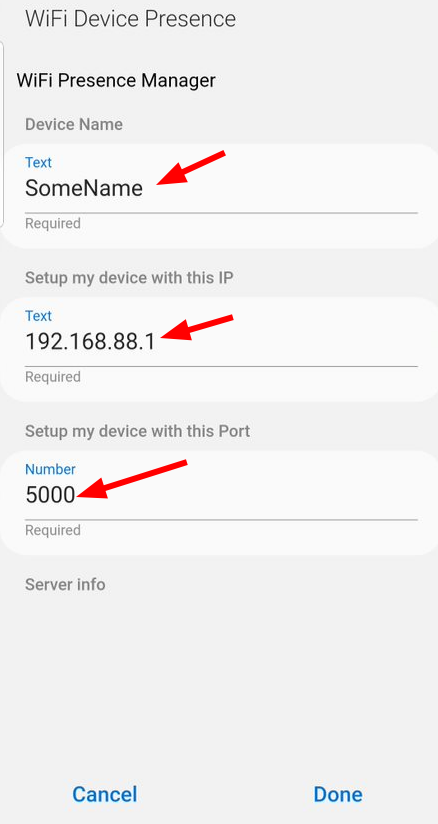 WiFi Device Presence
WiFi Presence Manager
Device Name
Text
SomeName
Required
Setup my device with this IP
Text
192.168.88.1
Required
Setup my device with this Port
Number
5000
Required
Server info
Cancel
Done